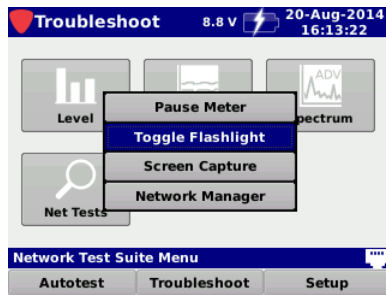 Troubleshoot
8.8 V
20-Aug-2014
16:13:22
ADV
Level
pectrum
Pause Meter
Toggle Flashlight
Screen Capture
Network Manager
Net Tests
Network Test Suite Menu
Autotest
Troubleshoot
Setup